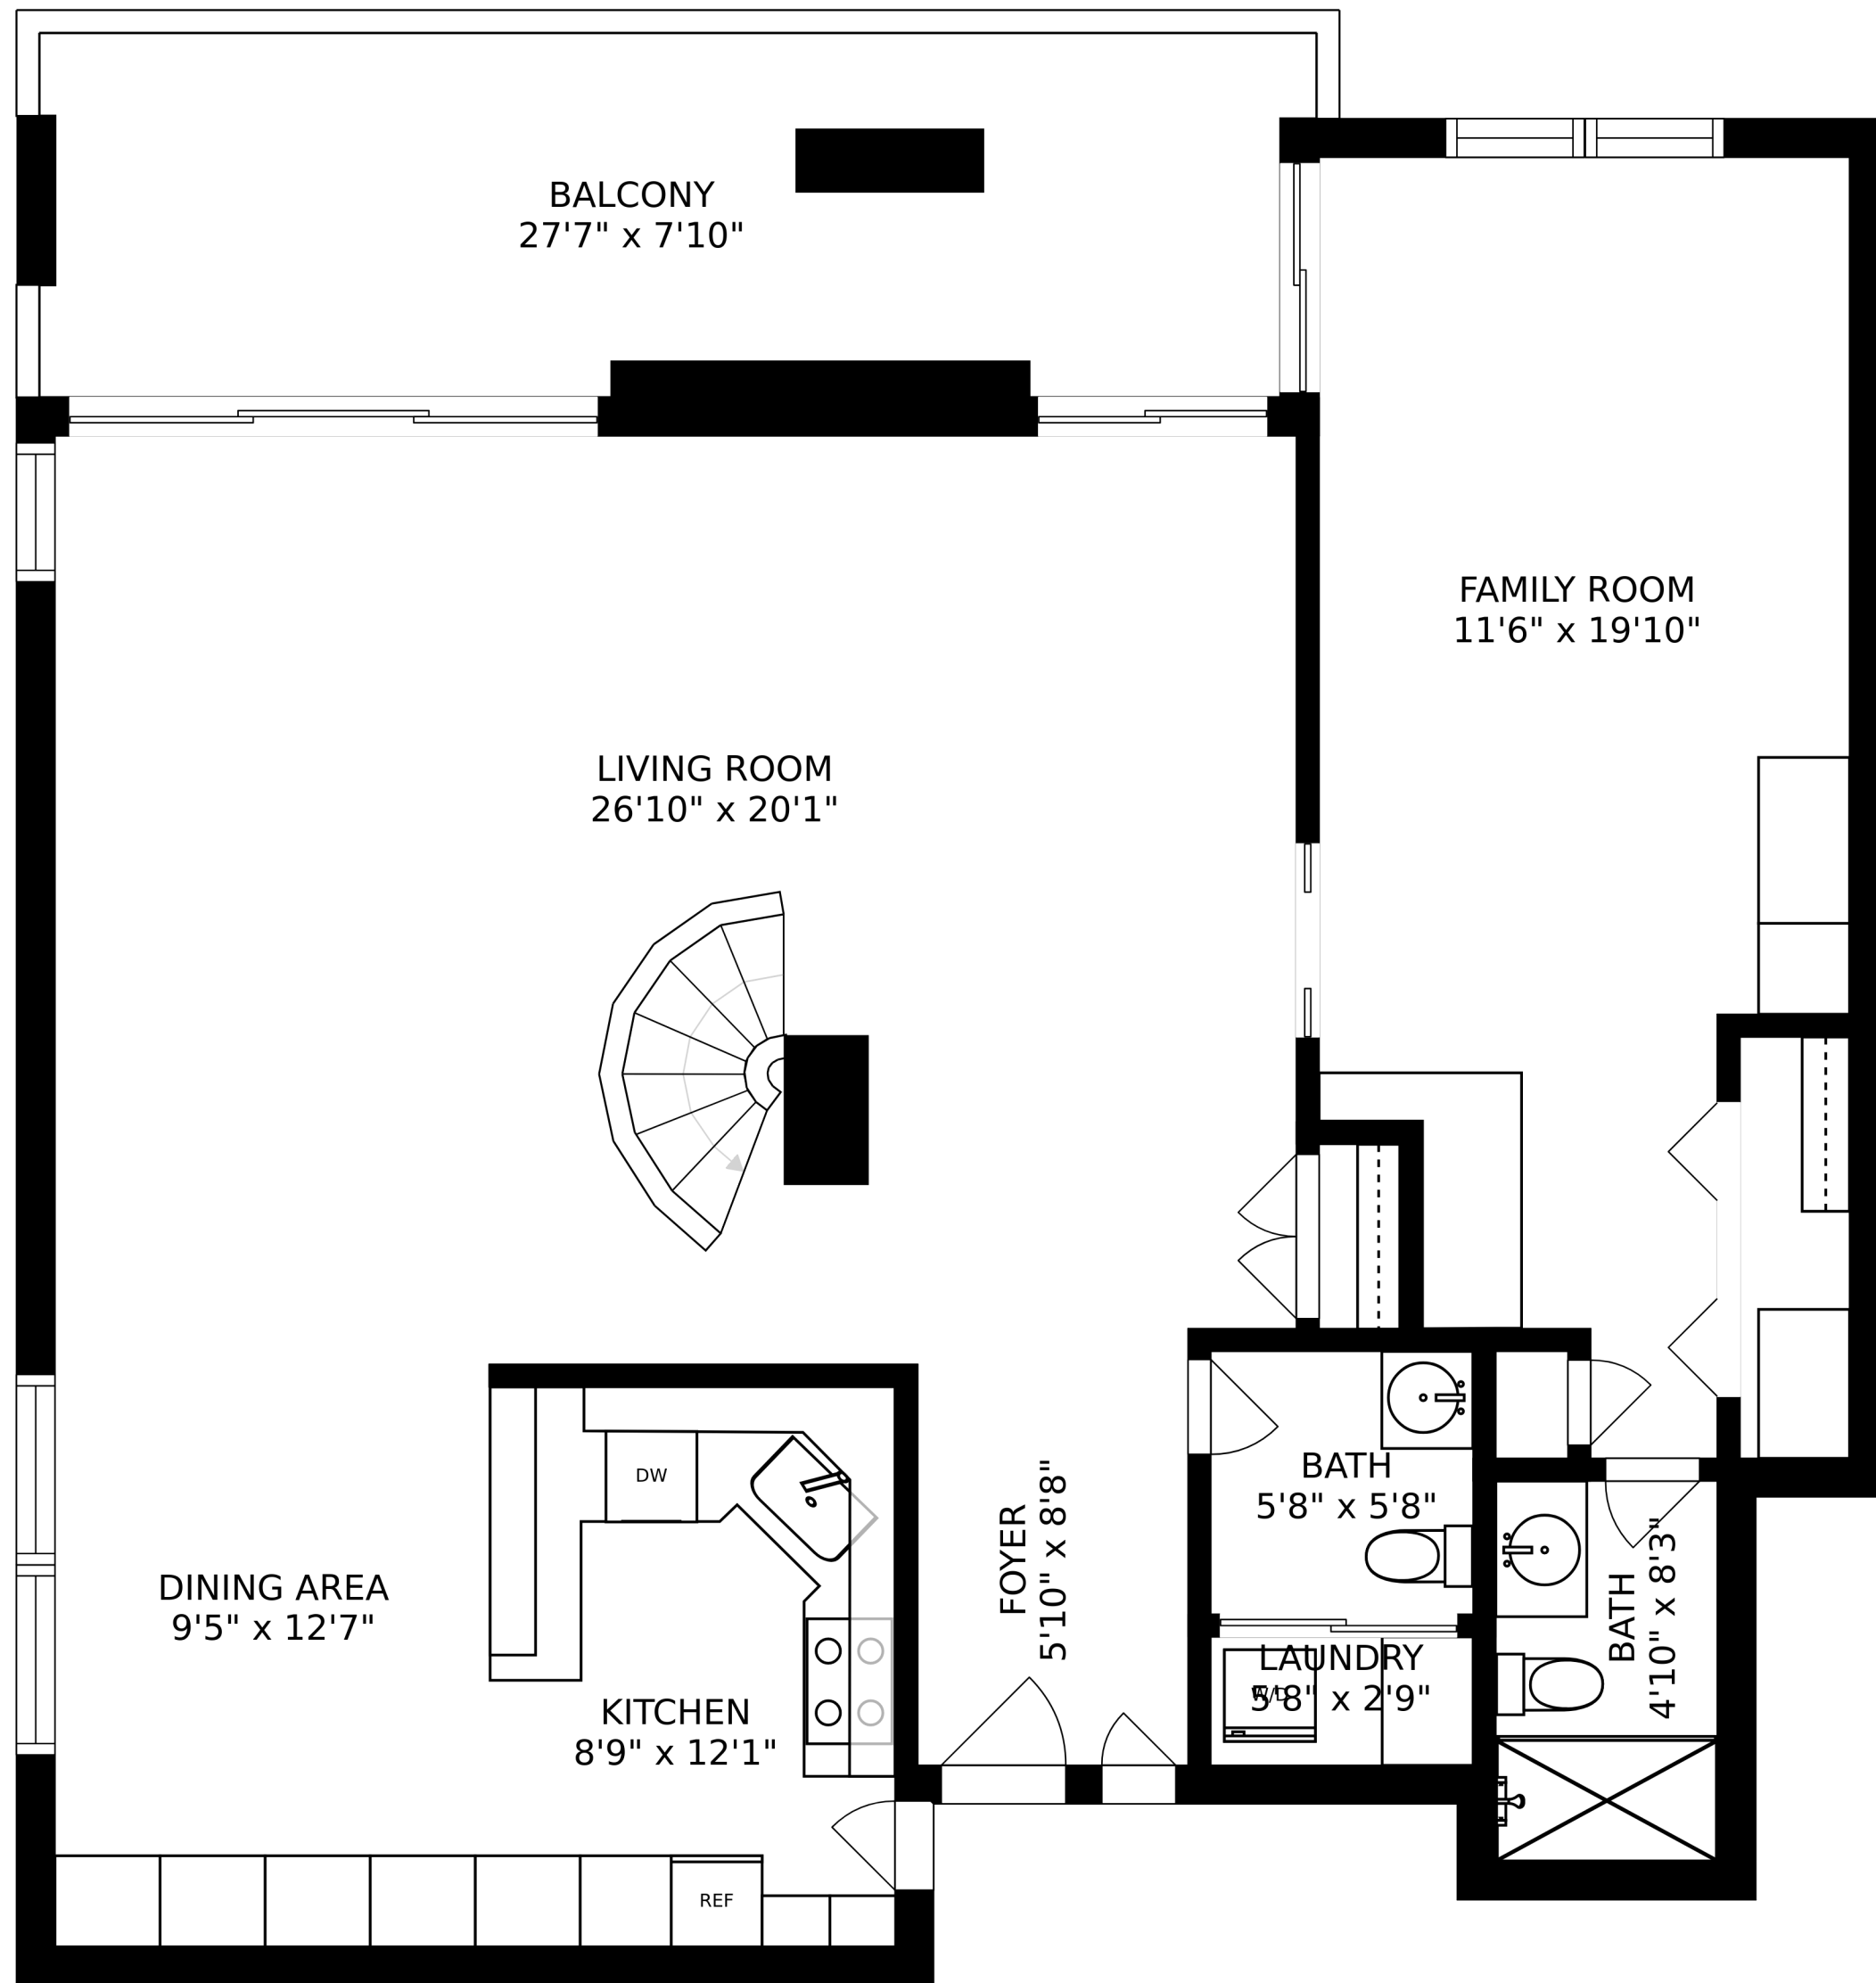 BALCONY
27'7" x 7'10"
FAMILY ROOM
11'6" x 19'10"
LIVING ROOM
26'10" x 20'1"
DW
BATH
5'8" x 5'8"
FOYER
5'10" x 8'8"
DINING AREA
9'5" x 12'7"
BATH
4'10" x 8'3"
LAUNDRY
5'8" x 2'9"
W/D
KITCHEN
8'9" x 12'1"
REF